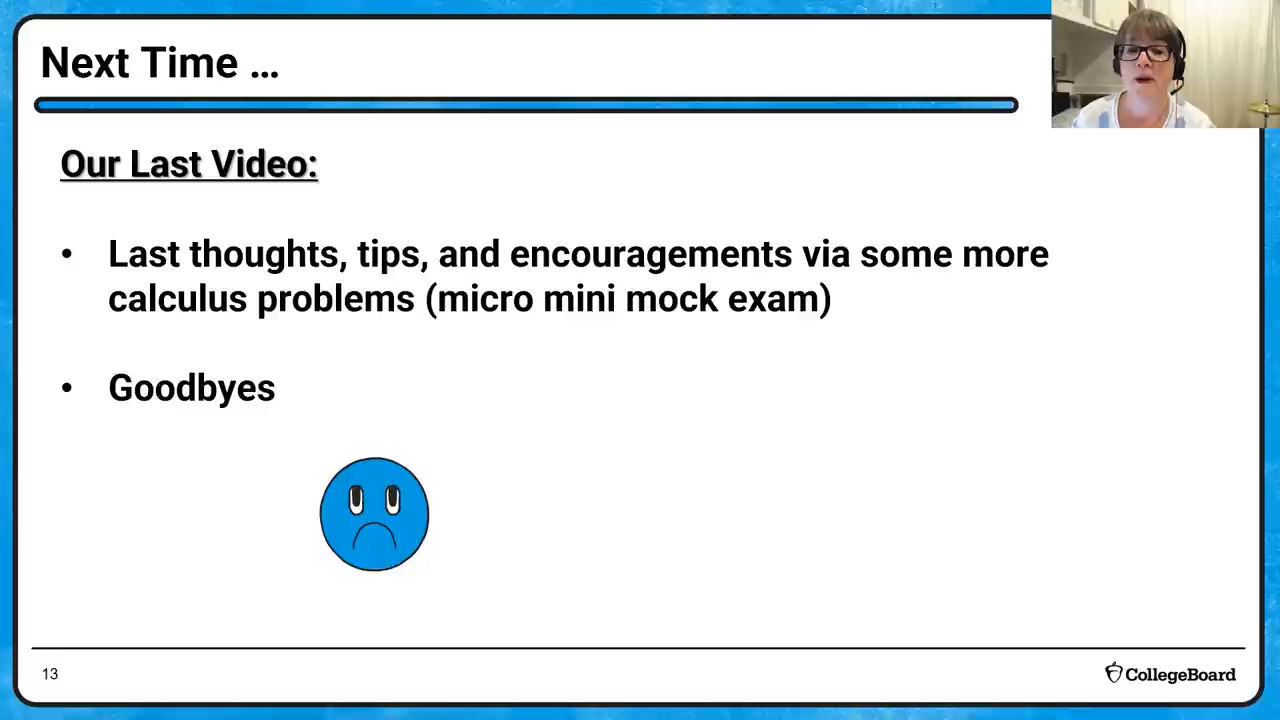 Next Time …
Our Last Video:
• Last thoughts, tips, and encouragements via some more
calculus problems (micro mini mock exam)
• Goodbyes
13
CollegeBoard